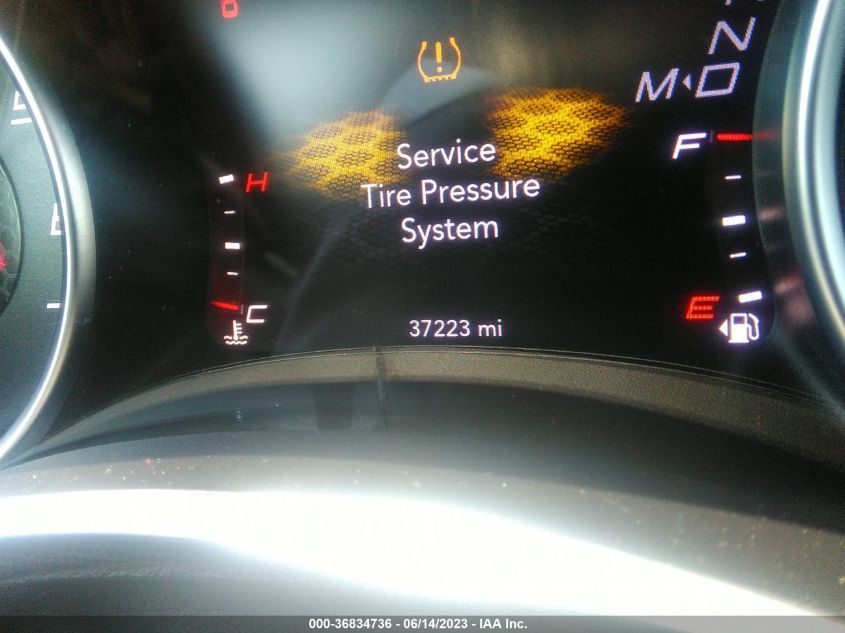 N
M D
F
Service
H
Tire Pressure
System
E
C
37223 mi
000-36834736 - 06/14/2023 - IAA Inc.